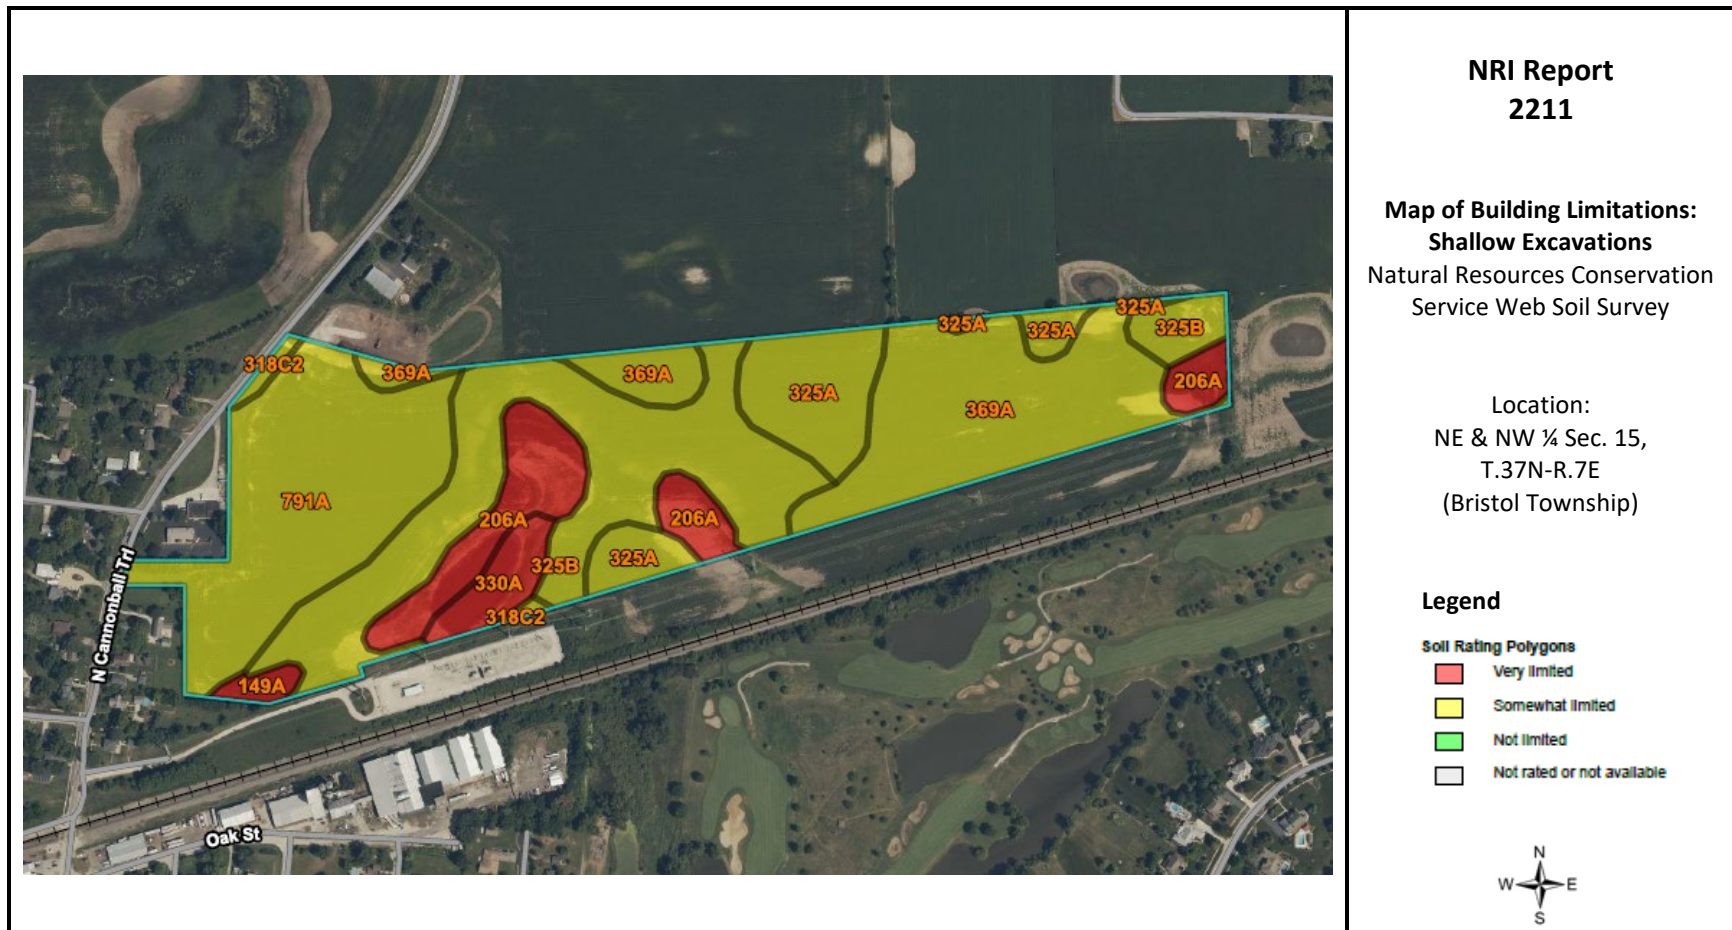 NRI Report
2211
Map of Building Limitations:
Shallow Excavations
Natural Resources Conservation
Service Web Soil Survey
Location:
NE & NW ¼ Sec. 15,
T.37N-R.7E
(Bristol Township)
Legend
Soil Rating Polygons
Very limited
Somewhat limited
Not limited
Not rated or not available
N
W E
S
325A
325A
325A
325B
318C2
369A
369A
206A
325A
369A
791A
206A
206A
325A
325B
330A
318C2
149A
N Cannonball Trl
Oak St